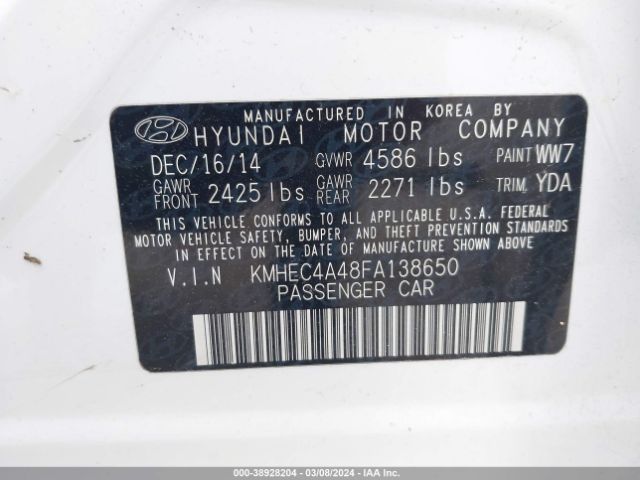 MANUFACTURED IN KOREA BY
HYUNDAI MOTOR COMPANY
DEC/16/14 GVWR 4586 lbs PAINT WW7
GAWR FRONT 2425 lbs GAWR REAR 2271 lbs TRIM YDA
THIS VEHICLE CONFORMS TO ALL APPLICABLE U.S.A. FEDERAL
MOTOR VEHICLE SAFETY, BUMPER, AND THEFT PREVENTION STANDARDS
IN EFFECT ON THE DATE OF MANUFACTURE SHOWN ABOVE.
V.I.N KMHEC4A48FA138650
PASSENGER CAR
000-38928204 - 03/08/2024 - IAA Inc.